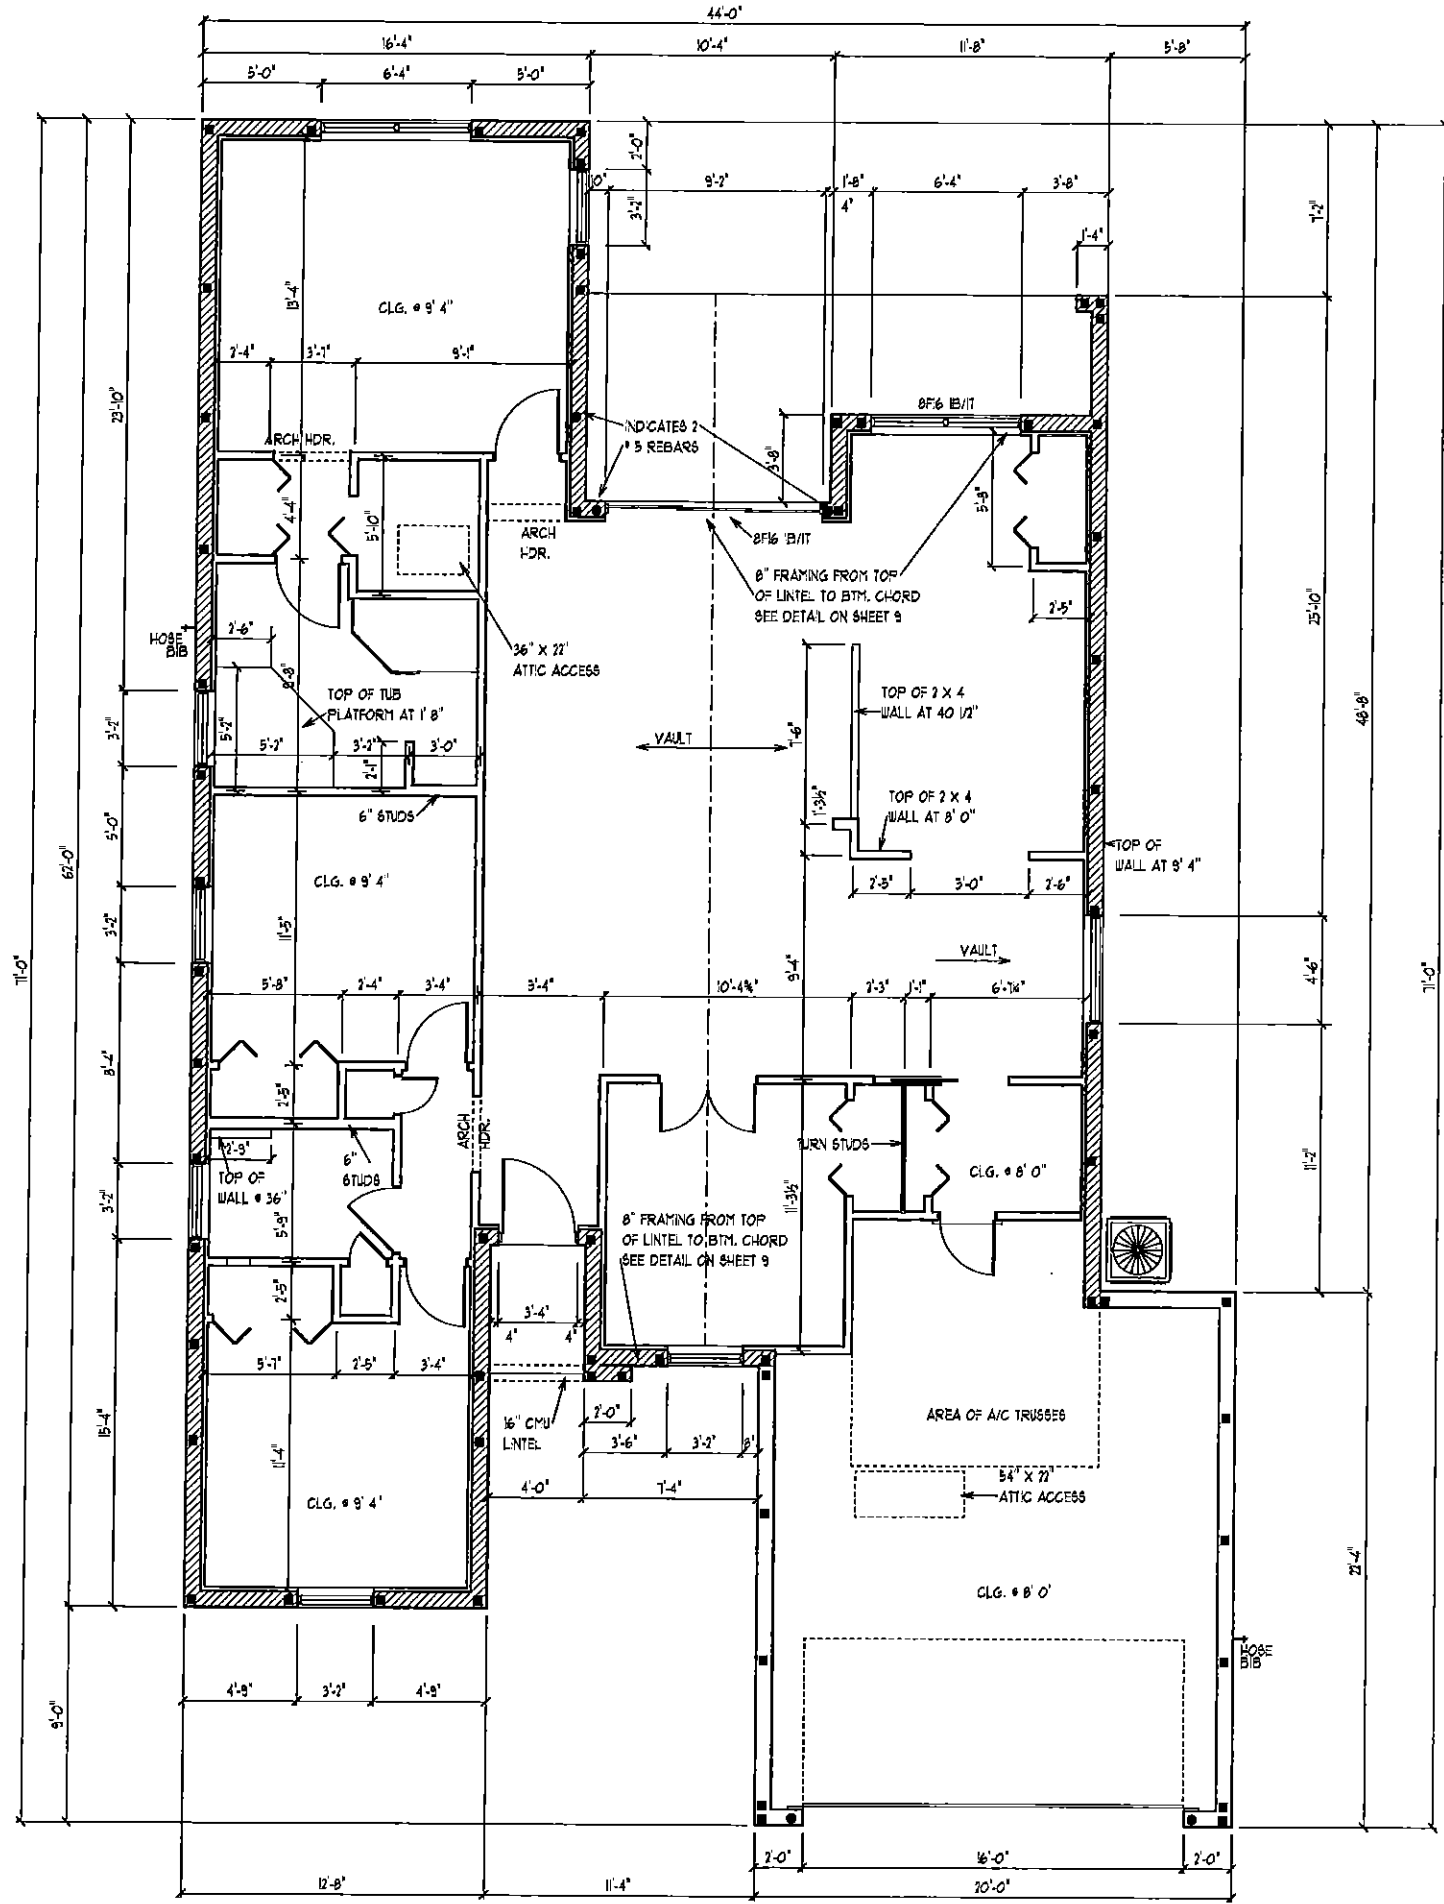 44'-0"
16'-4" 10'-4" 11'-8" 5'-8"
5'-0" 6'-4" 5'-0"
2'-0"
10" 9'-2" 1'-8" 6'-4" 3'-8"
4"
3'-2"
7'-2"
1'-4"
CLG. @ 9' 4"
13'-4"
2'-4" 3'-7" 9'-1"
23'-10"
8F16 1B/1T
ARCH HDR.
INDICATES 2
# 5 REBARS
3'-8"
5'-8"
4'-4"
5'-10"
ARCH
HDR.
8F16 1B/1T
8" FRAMING FROM TOP
OF LINTEL TO BTM. CHORD
SEE DETAIL ON SHEET 9
2'-5"
25'-10"
HOSE
BIB
2'-6"
36" X 22"
ATTIC ACCESS
9'-8"
TOP OF TUB
PLATFORM AT 1' 8"
TOP OF 2 X 4
WALL AT 40 1/2"
48'-8"
3'-2"
5'-2"
5'-2" 3'-2" 3'-0"
2'-1"
VAULT
7'-6"
6" STUDS
1'-3½"
TOP OF 2 X 4
WALL AT 8' 0"
5'-0"
62'-0"
TOP OF
WALL AT 9' 4"
CLG. @ 9' 4"
2'-5" 3'-0" 2'-6"
3'-2"
11'-5"
VAULT
71'-0"
9'-4"
4'-6"
71'-0"
5'-8" 2'-4" 3'-4" 3'-4" 10'-4¾" 2'-3" 1'-1"
8'-4"
2'-5"
ARCH
HDR.
TURN STUDS
2'-9"
6"
STUDS
TOP OF
WALL @ 36"
CLG. @ 8' 0"
11'-2"
3'-2"
5'-9"
11'-3½"
8" FRAMING FROM TOP
OF LINTEL TO BTM. CHORD
SEE DETAIL ON SHEET 9
2'-5"
3'-4"
4" 4"
5'-7" 2'-5" 3'-4"
15'-4"
16" CMU
LINTEL
2'-0"
AREA OF A/C TRUSSES
3'-6" 3'-2" 8"
11'-4"
4'-0" 7'-4"
54" X 22"
ATTIC ACCESS
CLG. @ 9' 4"
22'-4"
CLG. @ 8' 0"
HOSE
BIB
4'-9" 3'-2" 4'-9"
9'-0"
2'-0" 16'-0" 2'-0"
12'-8" 11'-4" 20'-0"